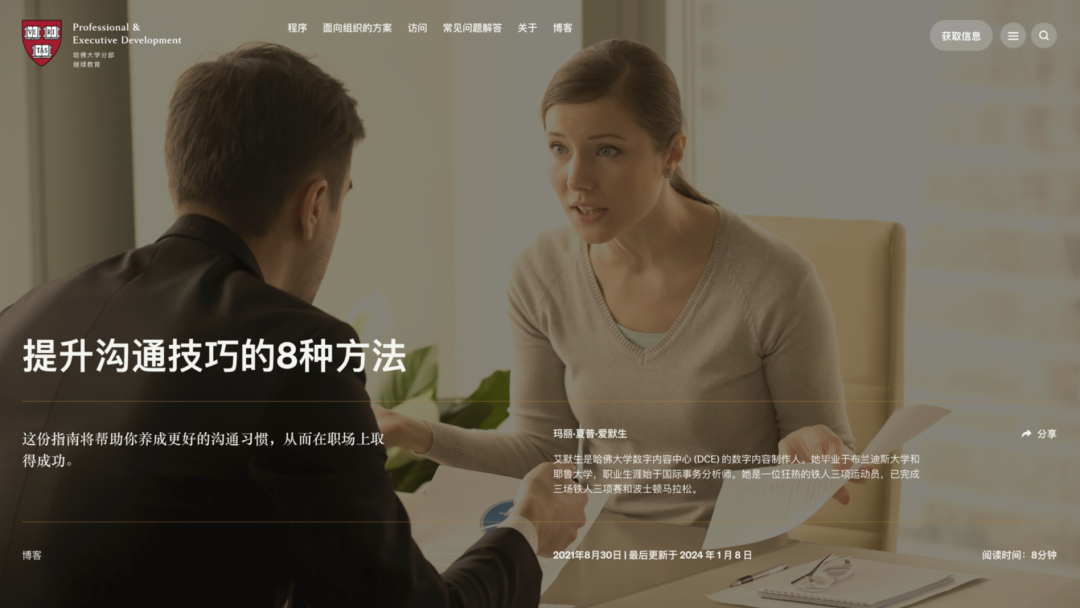 Professional &
Executive Development
哈佛大学分部
继续教育
程序 面向组织的方案 访问 常见问题解答 关于 博客
获取信息
提升沟通技巧的8种方法
这份指南将帮助你养成更好的沟通习惯，从而在职场上取
得成功。
玛丽·夏普·爱默生
分享
艾默生是哈佛大学数字内容中心 (DCE) 的数字内容制作人。她毕业于布兰迪斯大学和
耶鲁大学，职业生涯始于国际事务分析师。她是一位狂热的铁人三项运动员，已完成
三场铁人三项赛和波士顿马拉松。
博客
2021年8月30日 | 最后更新于 2024 年 1 月 8 日
阅读时间：8分钟